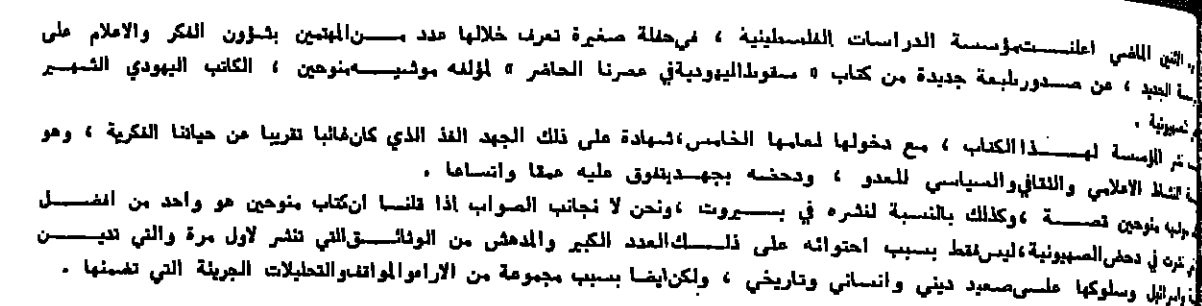 الاثنين الماضي اعلنت مؤسسة الدراسات الفلسطينية ، في حفلة صغيرة تعرف خلالها عدد من المهتمين بشؤون الفكر والاعلام على
الجديد ، عن صدور طبعة جديدة من كتاب « سقوط اليهودية في عصرنا الحاضر » لمؤلفه موشيه منوحين ، الكاتب اليهودي الشهير
نشر المؤسسة لهذا الكتاب ، مع دخولها لعامها الخامس ، شهادة على ذلك الجهد الفذ الذي كان غائبا تقريبا عن حياتنا الفكرية ، وهو
النشاط الاعلامي والثقافي والسياسي للعدو ، ودحضه بجهد يتفوق عليه عمقا واتساعا .
منوحين قصة ، وكذلك بالنسبة لنشره في بيروت ، ونحن لا نجانب الصواب اذا قلنا ان كتاب منوحين هو واحد من افضل
في دحض الصهيونية ، ليس فقط بسبب احتوائه على ذلك العدد الكبير والمدهش من الوثائق التي تنشر لاول مرة والتي تدين
وسلوكها على صعيد ديني وانساني وتاريخي ، ولكن ايضا بسبب مجموعة من الاراء والمواقف والتحليلات الجريئة التي تضمنها .